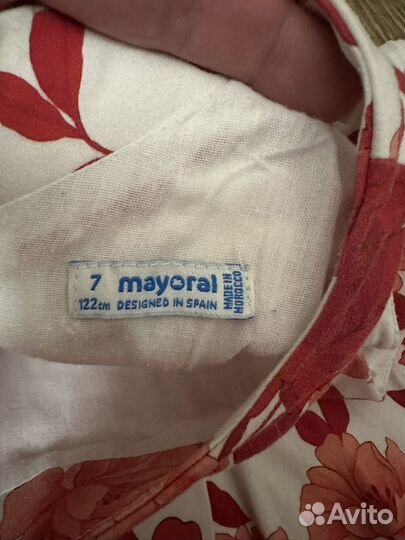 7 mayoral
122cm DESIGNED IN SPAIN
MADE IN
MOROCCO
Avito